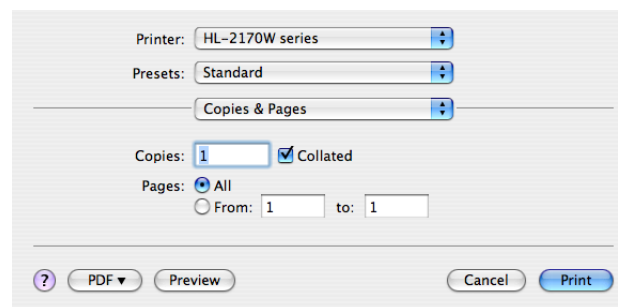 Printer: HL-2170W series
Presets: Standard
Copies & Pages
Copies: 1 Collated
Pages: All
From: 1 to: 1
? PDF▼ Preview Cancel Print